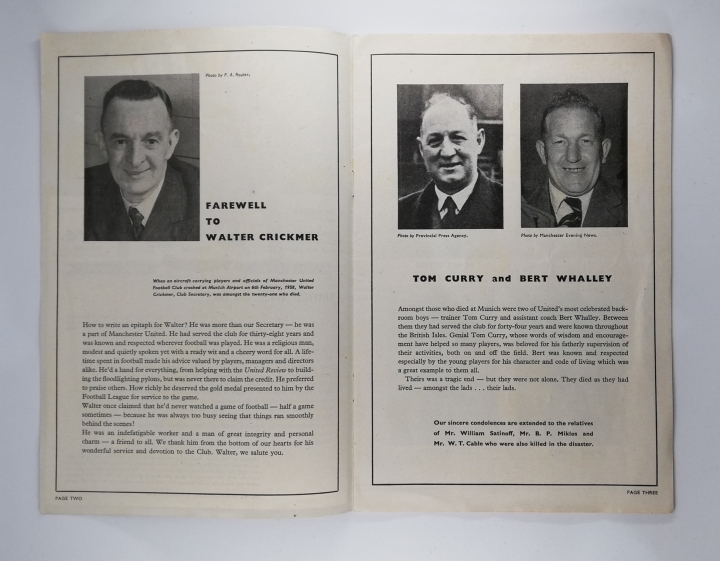 Photo by P. A. Reuter.
FAREWELL
TO
WALTER CRICKMER
When an aircraft carrying players and officials of Manchester United
Football Club crashed at Munich Airport on 6th February, 1958, Walter
Crickmer, Club Secretary, was amongst the twenty-one who died.
How to write an epitaph for Walter? He was more than our Secretary — he was
a part of Manchester United. He had served the club for thirty-eight years and
was known and respected wherever football was played. He was a religious man,
modest and quietly spoken yet with a ready wit and a cheery word for all. A life-
time spent in football made his advice valued by players, managers and directors
alike. He'd a hand for everything, from helping with the United Review to build-
ing the floodlighting pylons, but was never there to claim the credit. He preferred
to praise others. How richly he deserved the gold medal presented to him by the
Football League for service to the game.
Walter once claimed that he'd never watched a game of football — half a game
sometimes — because he was always too busy seeing that things ran smoothly
behind the scenes!
He was an indefatigable worker and a man of great integrity and personal
charm — a friend to all. We thank him from the bottom of our hearts for his
wonderful service and devotion to the Club. Walter, we salute you.
PAGE TWO
Photo by Provincial Press Agency.
Photo by Manchester Evening News.
TOM CURRY and BERT WHALLEY
Amongst those who died at Munich were two of United's most celebrated back-
room boys — trainer Tom Curry and assistant coach Bert Whalley. Between
them they had served the club for forty-four years and were known throughout
the British Isles. Genial Tom Curry, whose words of wisdom and encourage-
ment have helped so many players, was beloved for his fatherly supervision of
their activities, both on and off the field. Bert was known and respected
especially by the young players for his character and code of living which was
a great example to them all.
Theirs was a tragic end — but they were not alone. They died as they had
lived — amongst the lads . . . their lads.
Our sincere condolences are extended to the relatives
of Mr. William Satinoff, Mr. B. P. Miklos and
Mr. W. T. Cable who were also killed in the disaster.
PAGE THREE